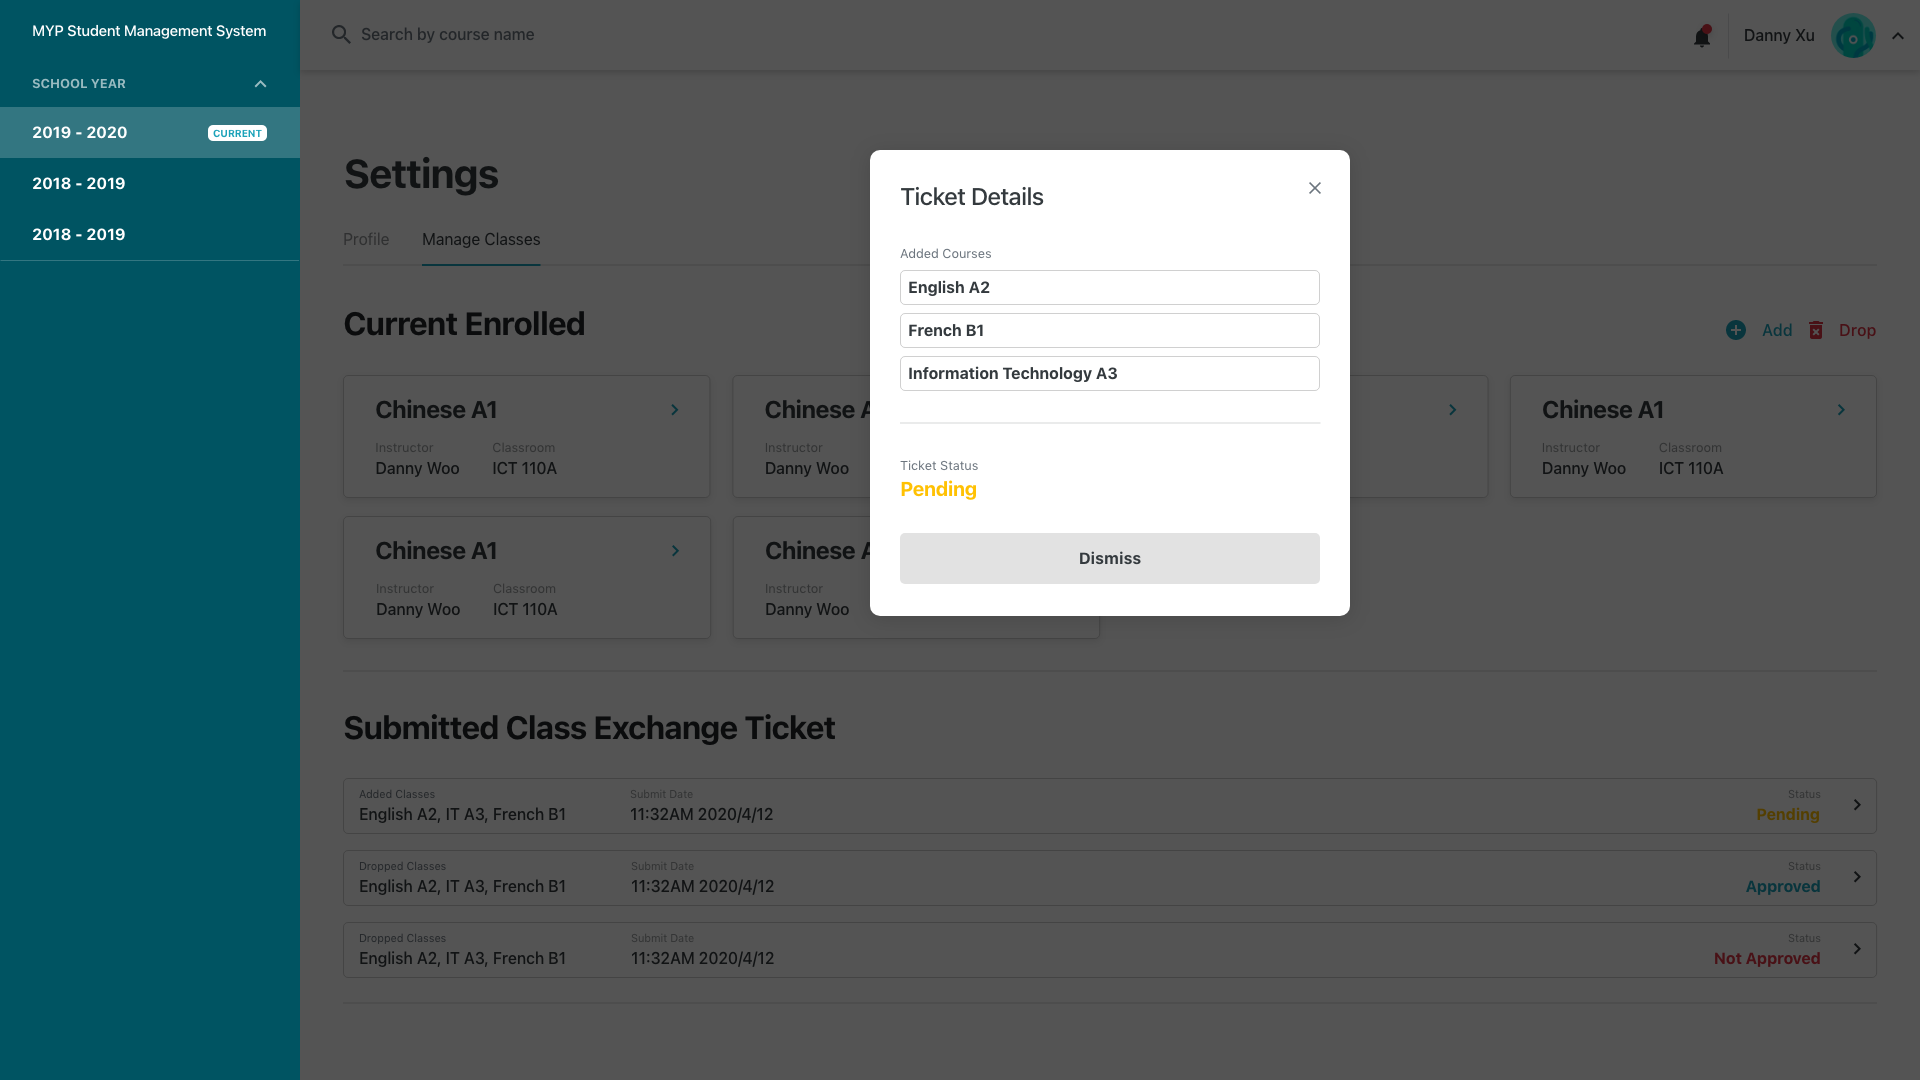 MYP Student Management System
SCHOOL YEAR
2019 - 2020
CURRENT
2018 - 2019
2018 - 2019
Search by course name
Danny Xu
Settings
Profile
Manage Classes
Current Enrolled
Add
Drop
Chinese A1
Instructor
Classroom
Danny Woo
ICT 110A
Chinese
Instructor
Danny Woo
Chinese A1
Instructor
Classroom
Danny Woo
ICT 110A
Chinese A1
Instructor
Classroom
Danny Woo
ICT 110A
Chinese
Instructor
Danny Woo
Ticket Details
Added Courses
English A2
French B1
Information Technology A3
Ticket Status
Pending
Dismiss
Submitted Class Exchange Ticket
Added Classes
Submit Date
Status
English A2, IT A3, French B1
11:32AM 2020/4/12
Pending
Dropped Classes
Submit Date
Status
English A2, IT A3, French B1
11:32AM 2020/4/12
Approved
Dropped Classes
Submit Date
Status
English A2, IT A3, French B1
11:32AM 2020/4/12
Not Approved